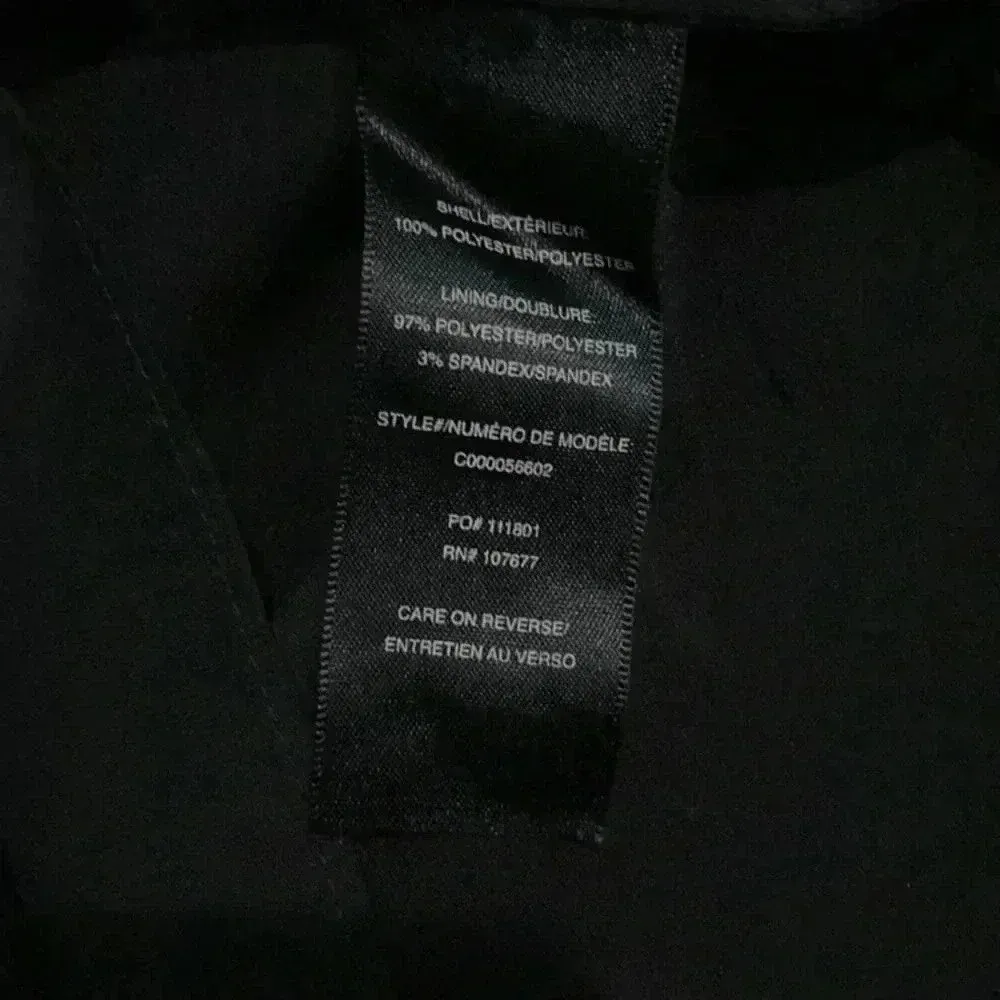 SHELL/EXTÉRIEUR:
100% POLYESTER/POLYESTER
LINING/DOUBLURE:
97% POLYESTER/POLYESTER
3% SPANDEX/SPANDEX
STYLE#/NUMÉRO DE MODÈLE:
C000056602
PO# 111801
RN# 107677
CARE ON REVERSE/
ENTRETIEN AU VERSO